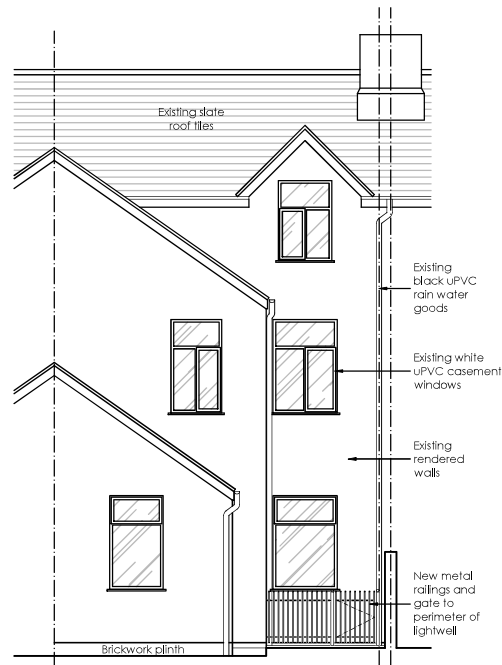 Existing slate
roof tiles
Existing
black uPVC
rain water
goods
Existing white
uPVC casement
windows
Existing
rendered
walls
New metal
railings and
gate to
perimeter of
lightwell
Brickwork plinth